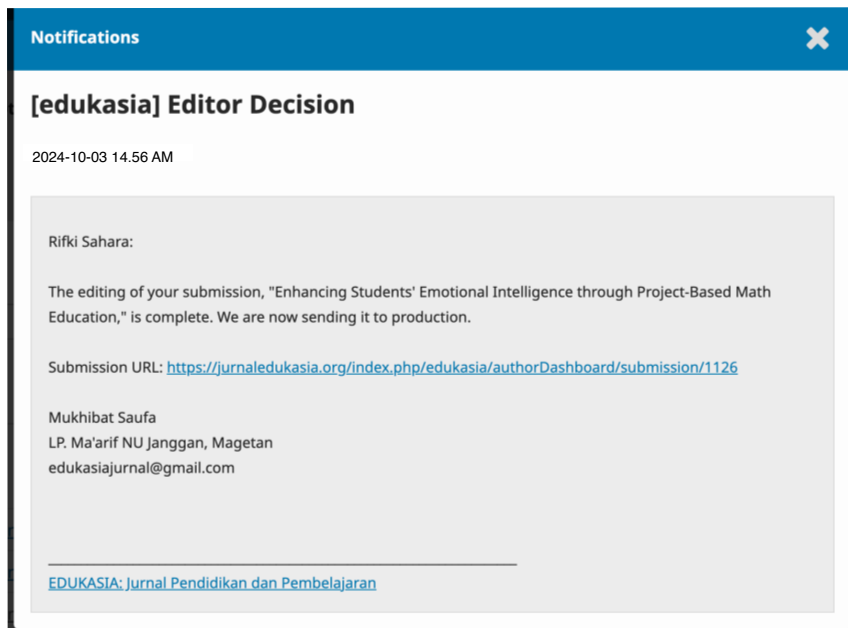 Notifications
[edukasia] Editor Decision
2024-10-03 14.56 AM
Rifki Sahara:
The editing of your submission, "Enhancing Students' Emotional Intelligence through Project-Based Math
Education," is complete. We are now sending it to production.
Submission URL: https://jurnaledukasia.org/index.php/edukasia/authorDashboard/submission/1126
Mukhibat Saufa
LP. Ma'arif NU Janggan, Magetan
edukasiajurnal@gmail.com
EDUKASIA: Jurnal Pendidikan dan Pembelajaran